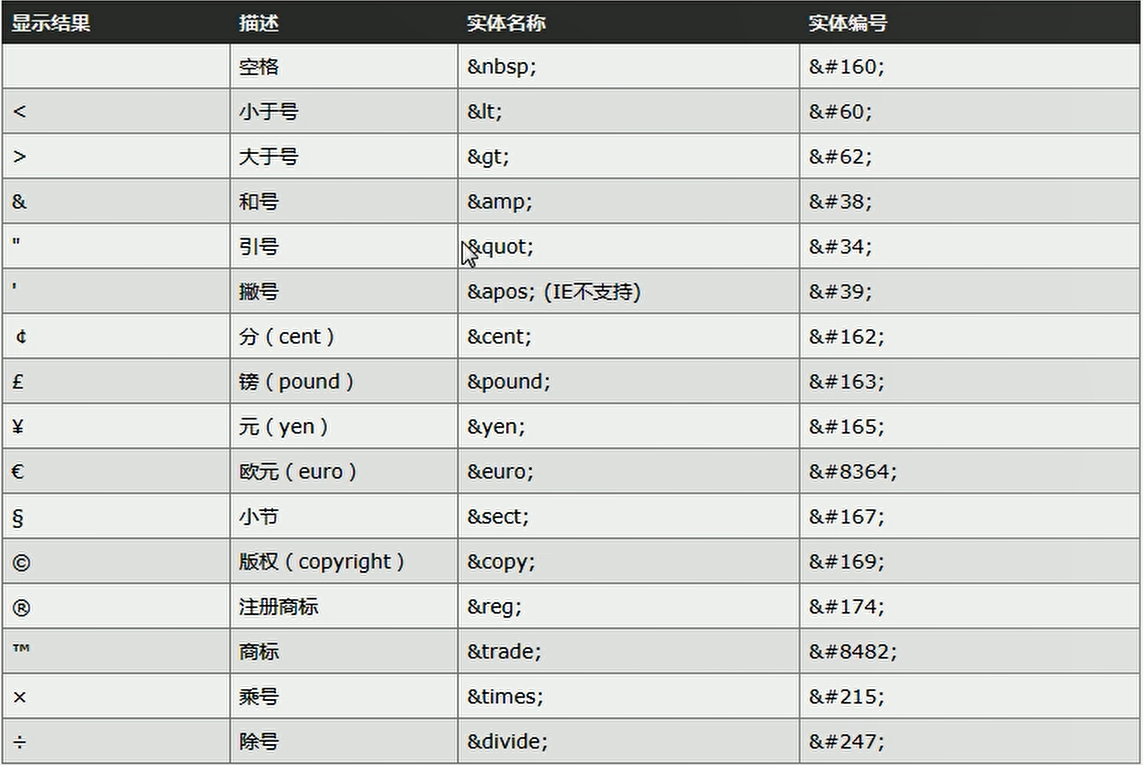 显示结果 描述 实体名称 实体编号
空格 &nbsp; &#160;
< 小于号 &lt; &#60;
> 大于号 &gt; &#62;
& 和号 &amp; &#38;
" 引号 &quot; &#34;
' 撇号 &apos; (IE不支持) &#39;
¢ 分（cent） &cent; &#162;
£ 镑（pound） &pound; &#163;
¥ 元（yen） &yen; &#165;
€ 欧元（euro） &euro; &#8364;
§ 小节 &sect; &#167;
© 版权（copyright） &copy; &#169;
® 注册商标 &reg; &#174;
™ 商标 &trade; &#8482;
× 乘号 &times; &#215;
÷ 除号 &divide; &#247;